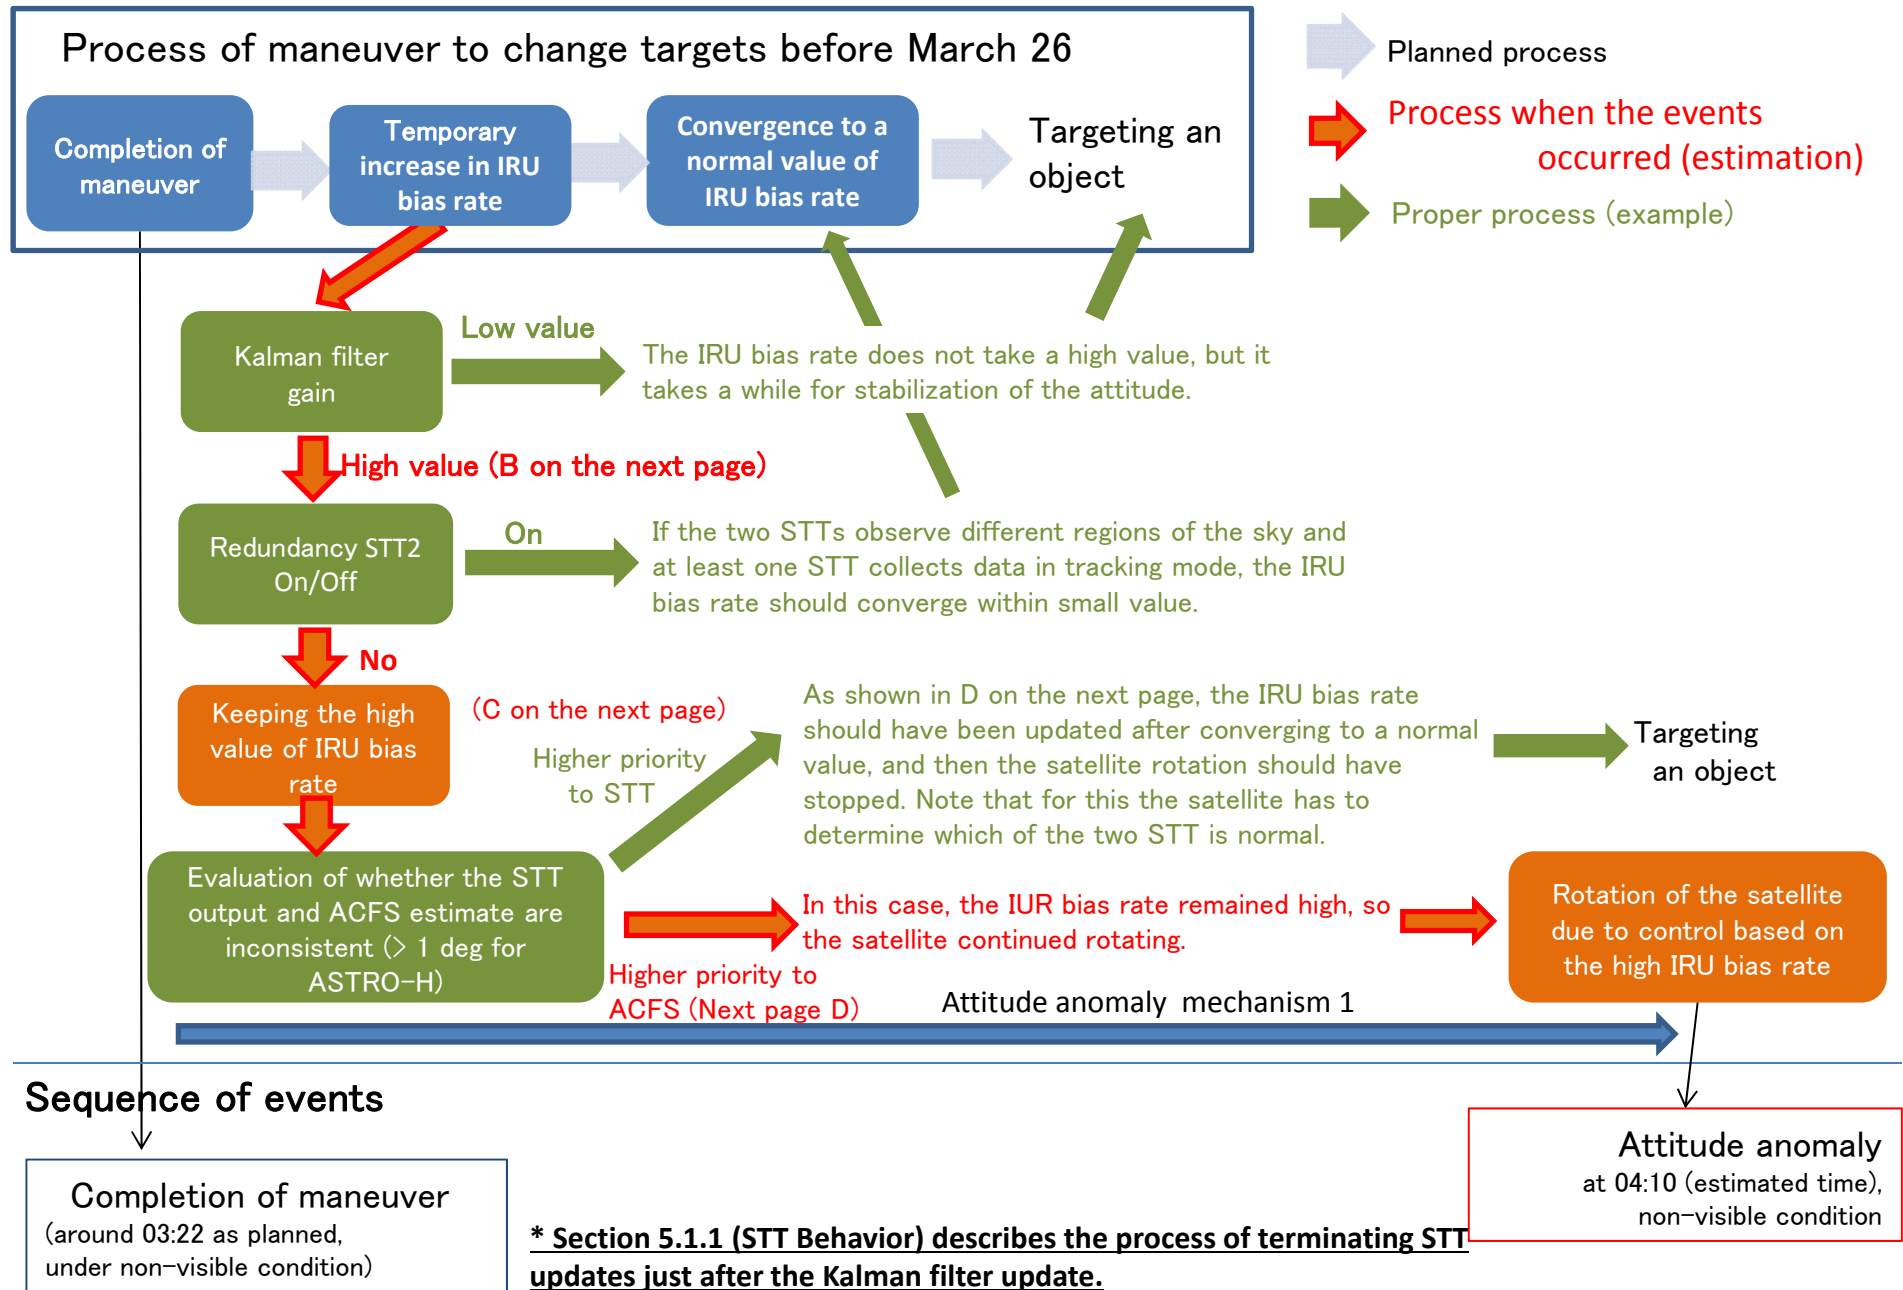 Process of maneuver to change targets before March 26
Completion of
maneuver
Temporary
increase in IRU
bias rate
Convergence to a
normal value of
IRU bias rate
Targeting an
object
Planned process
Process when the events
occurred (estimation)
Proper process (example)
Kalman filter
gain
Low value
The IRU bias rate does not take a high value, but it
takes a while for stabilization of the attitude.
High value (B on the next page)
Redundancy STT2
On/Off
On
If the two STTs observe different regions of the sky and
at least one STT collects data in tracking mode, the IRU
bias rate should converge within small value.
No
Keeping the high
value of IRU bias
rate
(C on the next page)
Higher priority
to STT
As shown in D on the next page, the IRU bias rate
should have been updated after converging to a normal
value, and then the satellite rotation should have
stopped. Note that for this the satellite has to
determine which of the two STT is normal.
Targeting
an object
Evaluation of whether the STT
output and ACFS estimate are
inconsistent (> 1 deg for
ASTRO-H)
In this case, the IUR bias rate remained high, so
the satellite continued rotating.
Higher priority to
ACFS (Next page D)
Rotation of the satellite
due to control based on
the high IRU bias rate
Attitude anomaly mechanism 1
Sequence of events
Completion of maneuver
(around 03:22 as planned,
under non-visible condition)
* Section 5.1.1 (STT Behavior) describes the process of terminating STT
updates just after the Kalman filter update.
Attitude anomaly
at 04:10 (estimated time),
non-visible condition